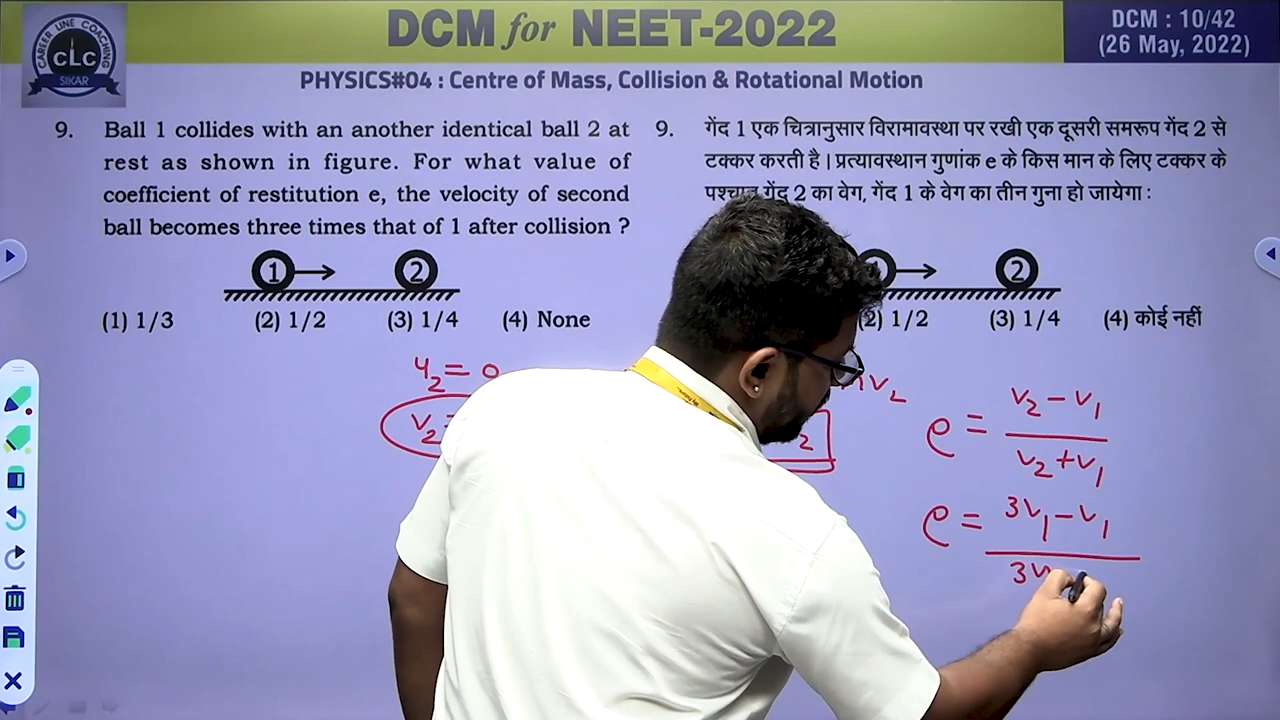 DCM for NEET-2022
DCM : 10/42
(26 May, 2022)
CAREER LINE COACHING
CLC
SIKAR
PHYSICS#04 : Centre of Mass, Collision & Rotational Motion
9. Ball 1 collides with an another identical ball 2 at
rest as shown in figure. For what value of
coefficient of restitution e, the velocity of second
ball becomes three times that of 1 after collision ?
1 2
(1) 1/3 (2) 1/2 (3) 1/4 (4) None
9. गेंद 1 एक चित्रानुसार विरामावस्था पर रखी एक दूसरी समरूप गेंद 2 से
टक्कर करती है। प्रत्यावस्थान गुणांक e के किस मान के लिए टक्कर के
पश्चात् गेंद 2 का वेग, गेंद 1 के वेग का तीन गुना हो जायेगा :
2
(2) 1/2 (3) 1/4 (4) कोई नहीं
u₂ = 0
v₂
v₂
2
e = v₂ - v₁
v₂ + v₁
e = 3v₁ - v₁
3v